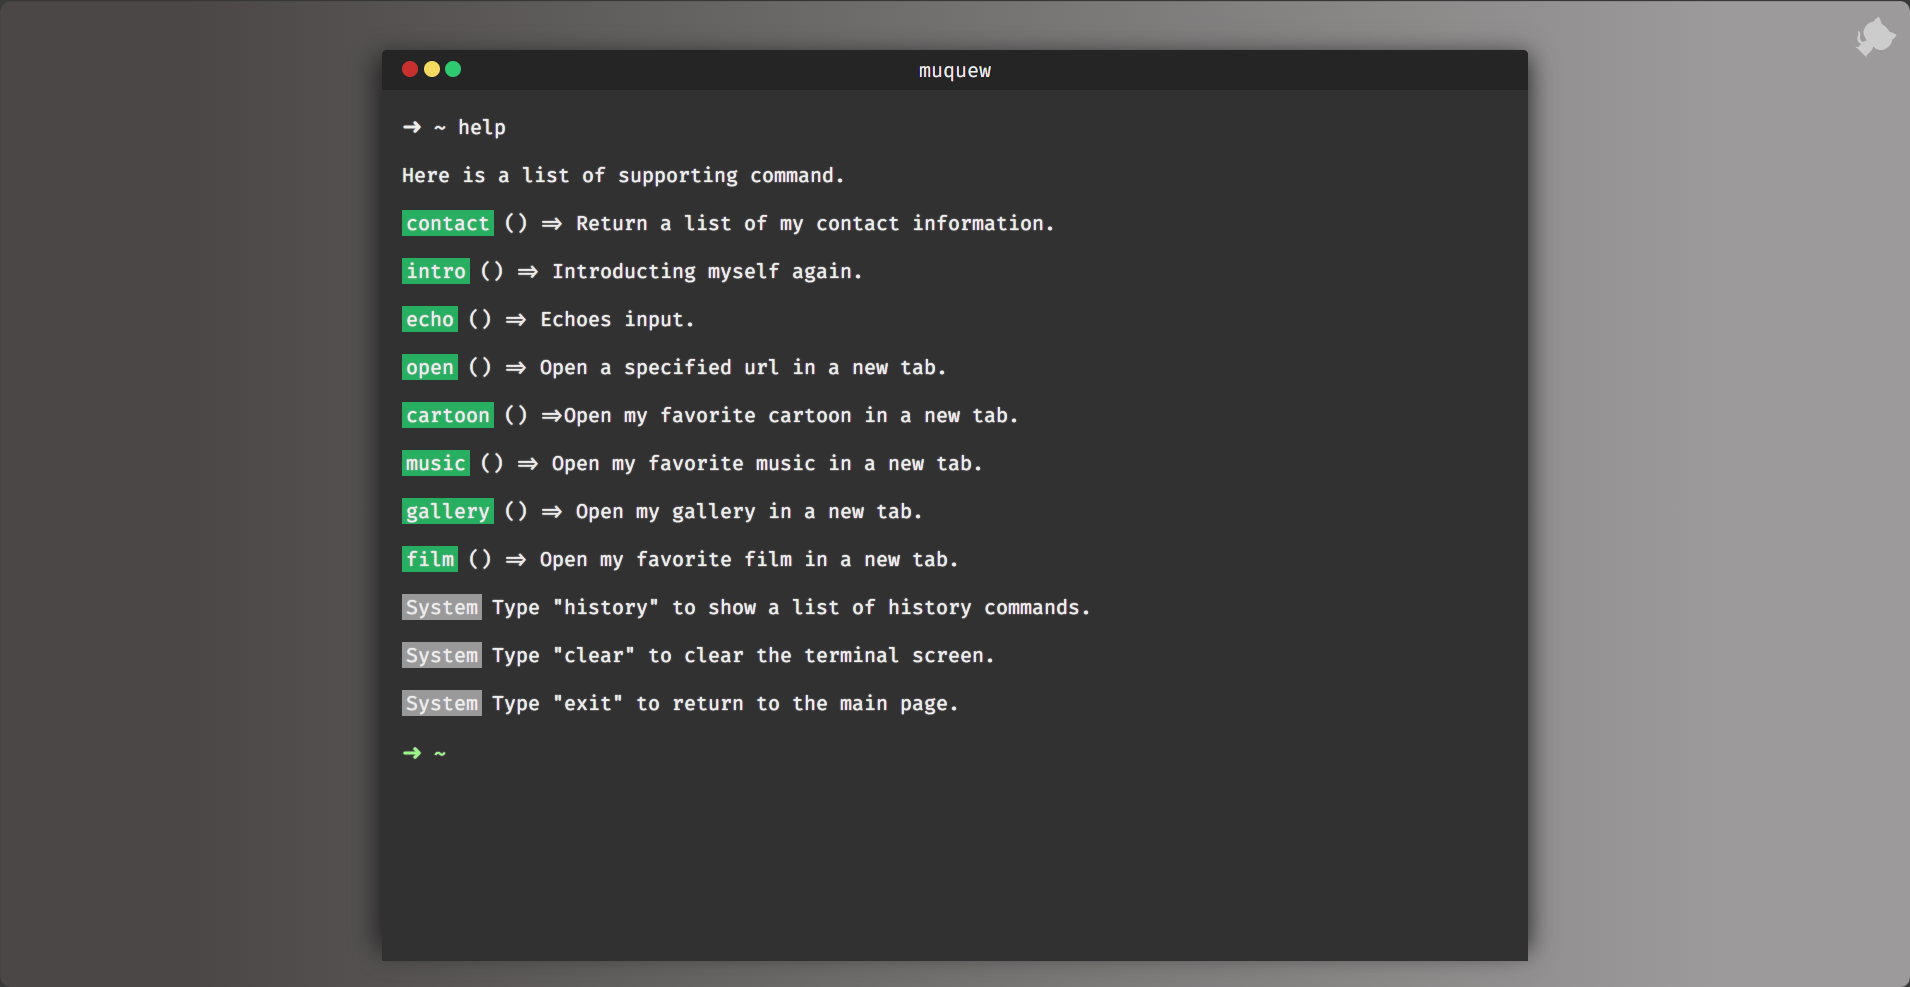 muquew
➜ ~ help
Here is a list of supporting command.
contact () => Return a list of my contact information.
intro () => Introducting myself again.
echo () => Echoes input.
open () => Open a specified url in a new tab.
cartoon () =>Open my favorite cartoon in a new tab.
music () => Open my favorite music in a new tab.
gallery () => Open my gallery in a new tab.
film () => Open my favorite film in a new tab.
System Type "history" to show a list of history commands.
System Type "clear" to clear the terminal screen.
System Type "exit" to return to the main page.
➜ ~